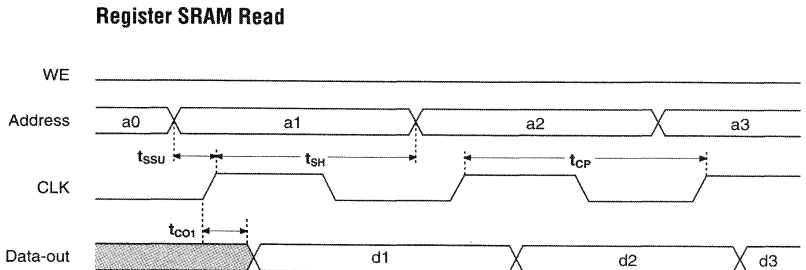 Register SRAM Read
WE
Address a0 a1 a2 a3
tSSU tSH tCP
CLK
tCO1
Data-out d1 d2 d3